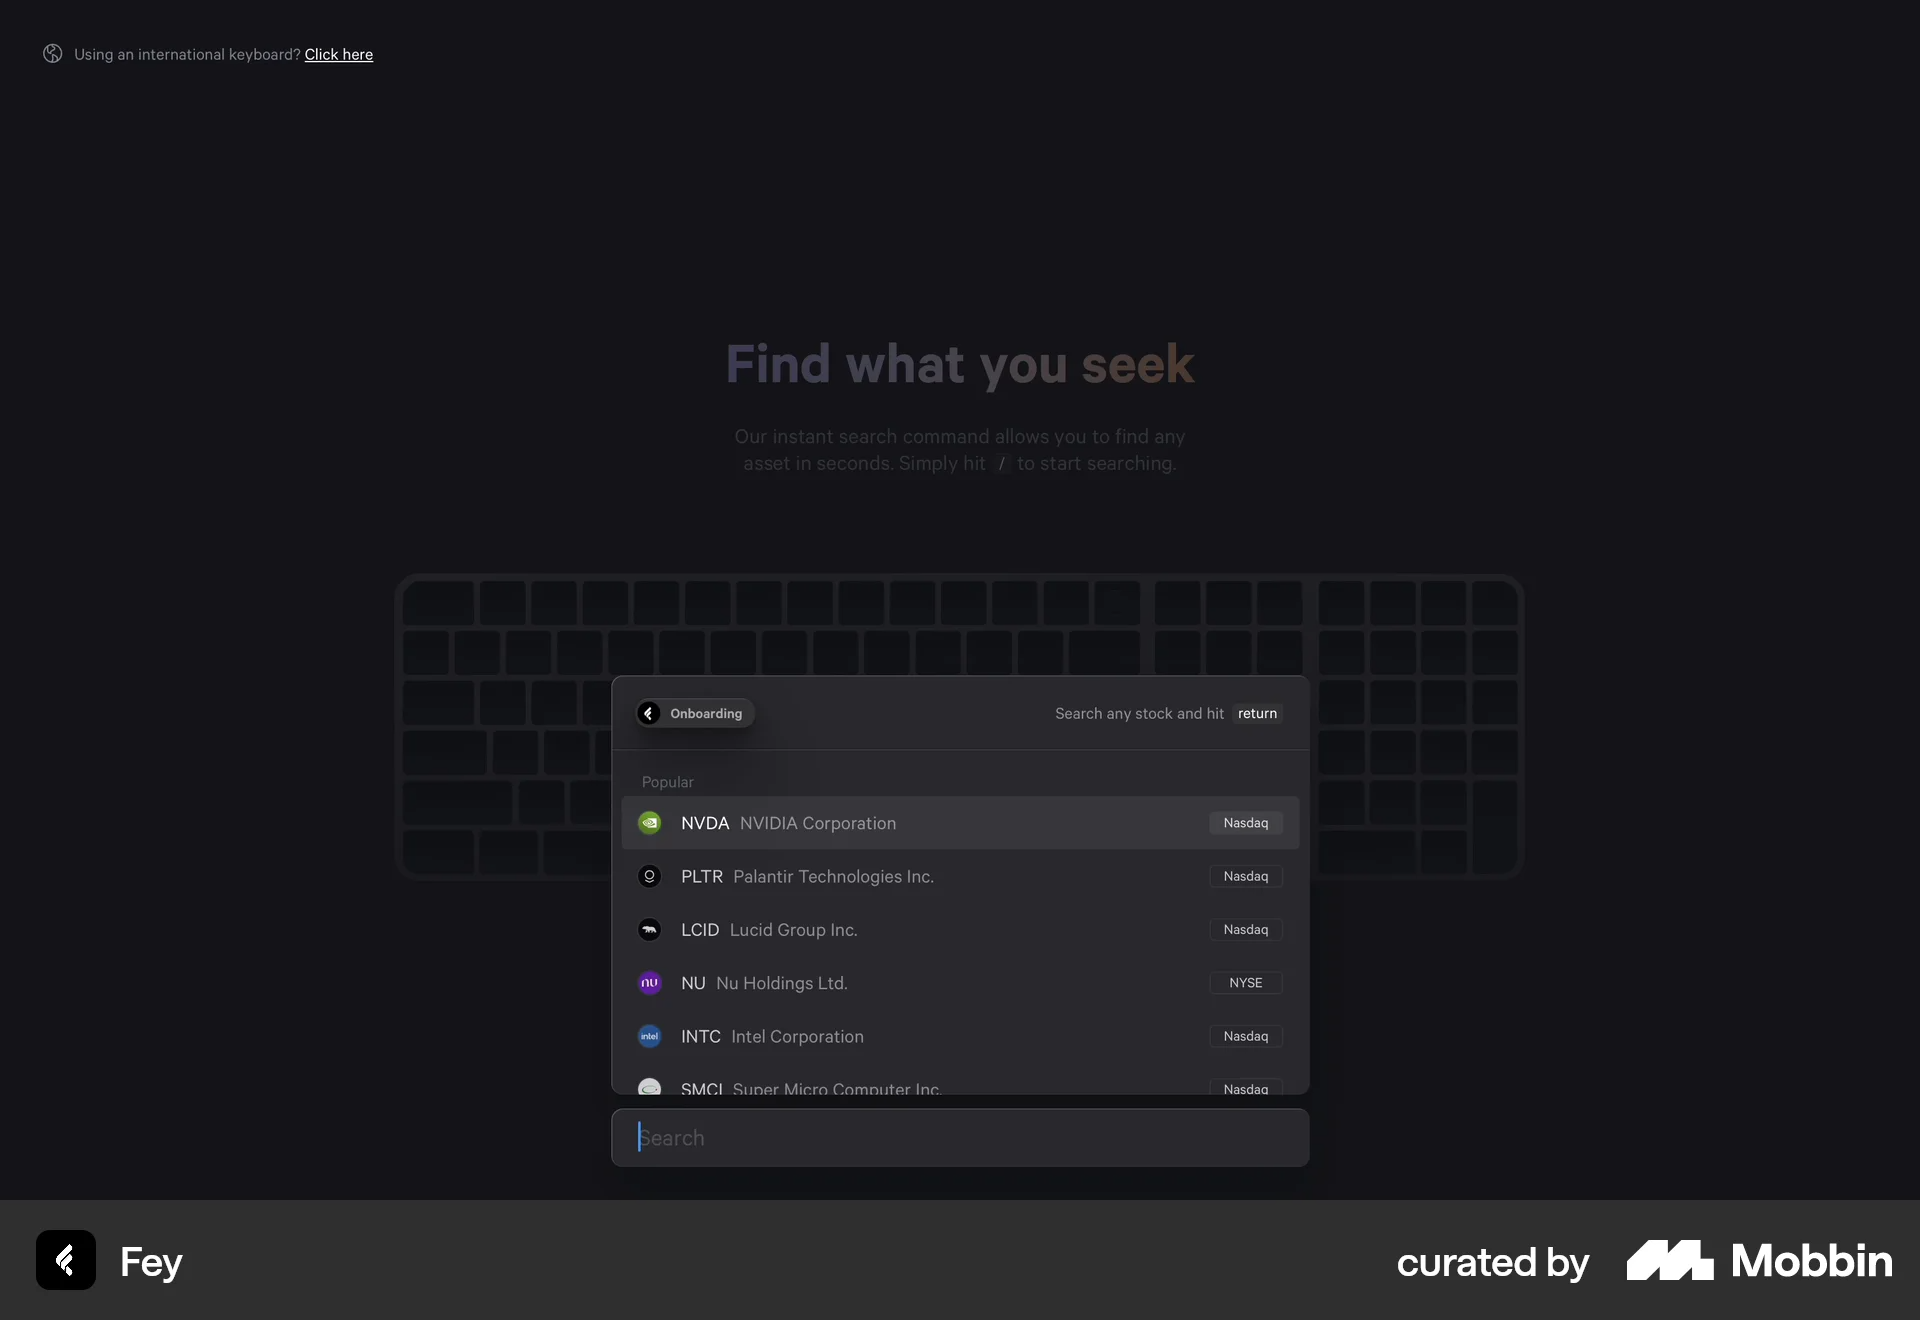 Using an international keyboard? Click here
Find what you seek
Our instant search command allows you to find any
asset in seconds. Simply hit / to start searching.
Onboarding
Search any stock and hit return
Popular
NVDA NVIDIA Corporation Nasdaq
PLTR Palantir Technologies Inc. Nasdaq
LCID Lucid Group Inc. Nasdaq
nu NU Nu Holdings Ltd. NYSE
intel INTC Intel Corporation Nasdaq
SMCI Super Micro Computer Inc. Nasdaq
Search
Fey
curated by Mobbin